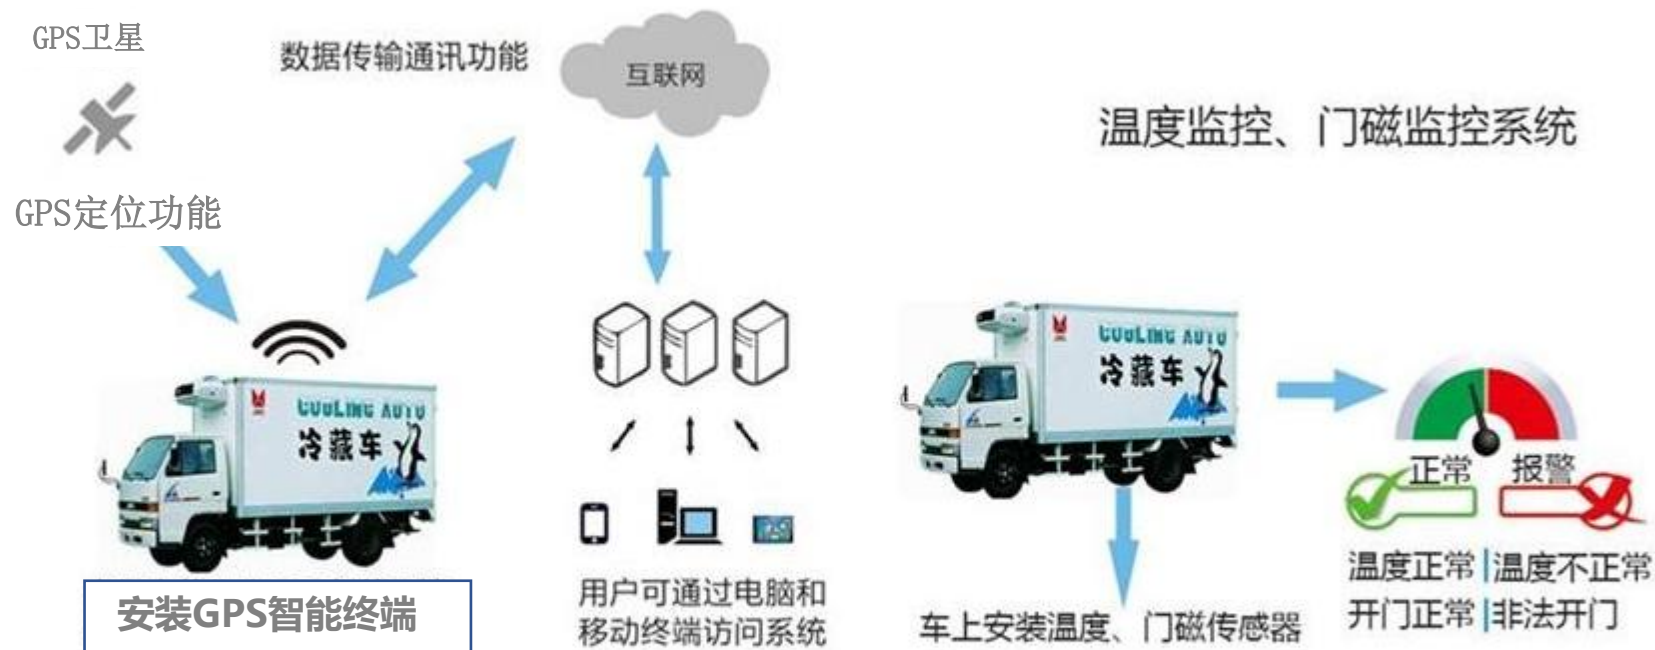 GPS卫星
数据传输通讯功能
互联网
GPS定位功能
COOLING AUTO
冷藏车
安装GPS智能终端
用户可通过电脑和
移动终端访问系统
温度监控、门磁监控系统
COOLING AUTO
冷藏车
正常
报警
温度正常
温度不正常
开门正常
非法开门
车上安装温度、门磁传感器